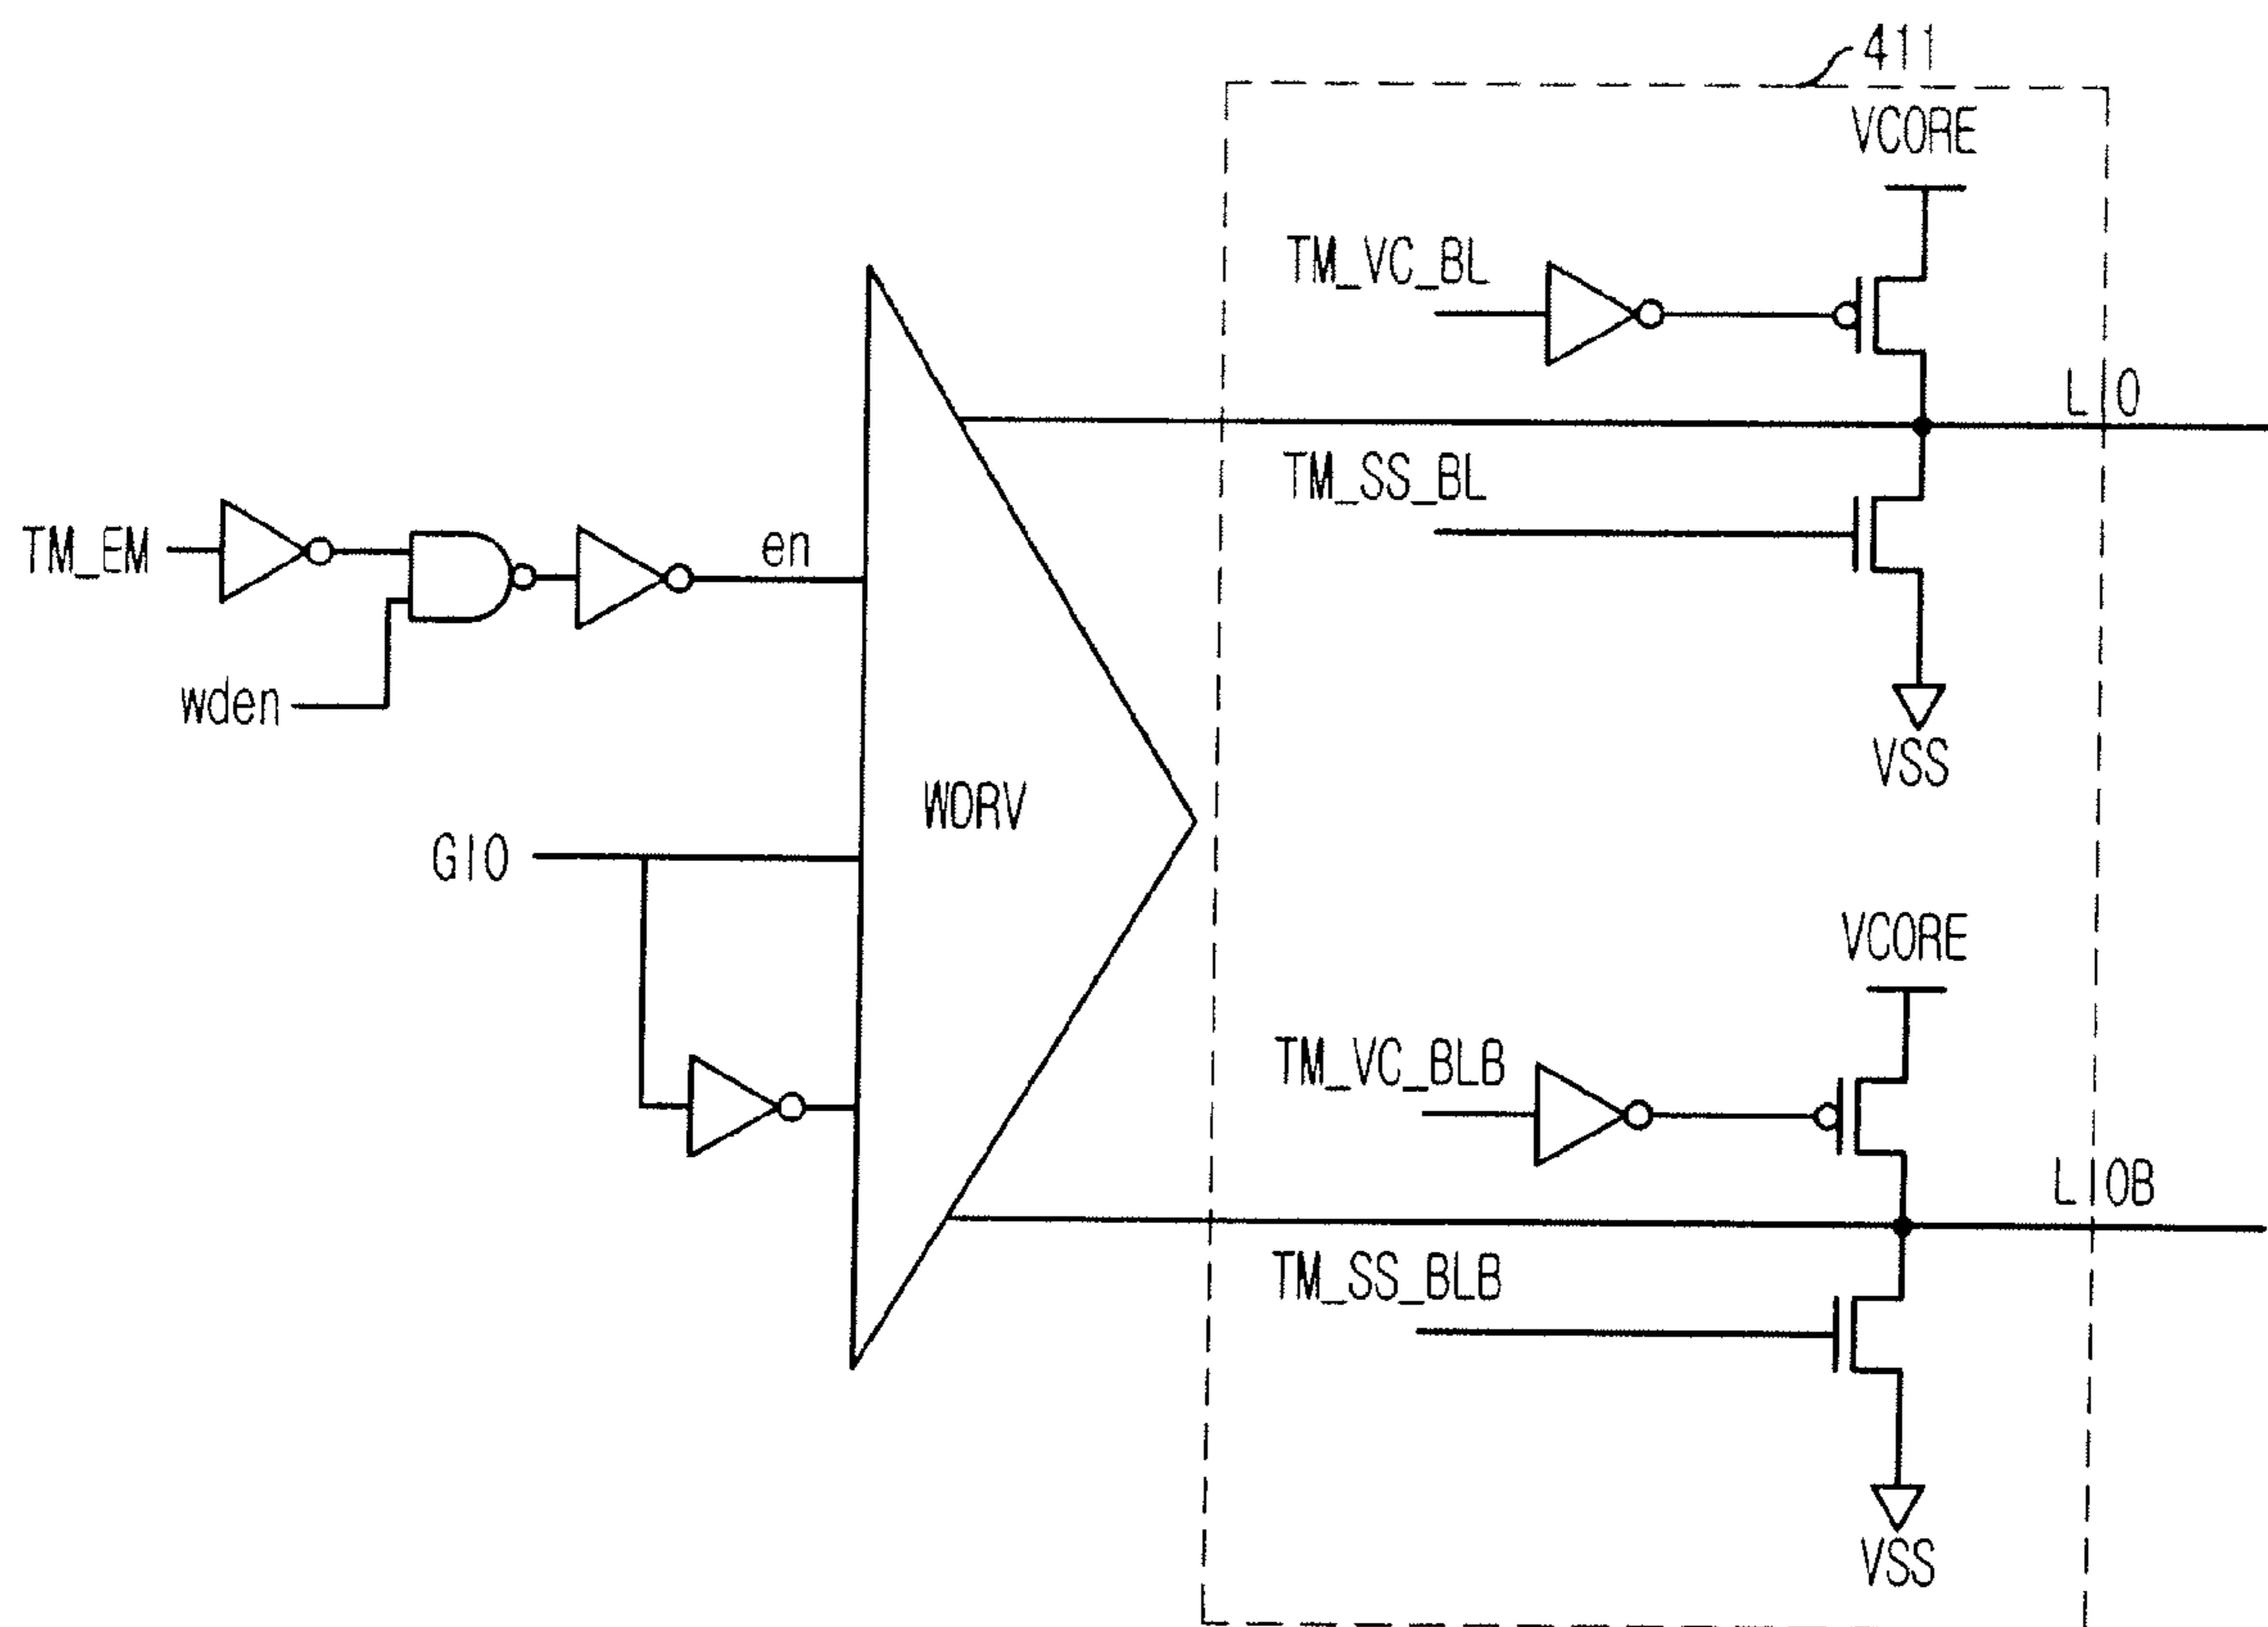 411
VCORE
TM_VC_BL
LIO
TM_SS_BL
TM_EM
en
wden
VSS
WDRV
GIO
VCORE
TM_VC_BLB
LIOB
TM_SS_BLB
VSS